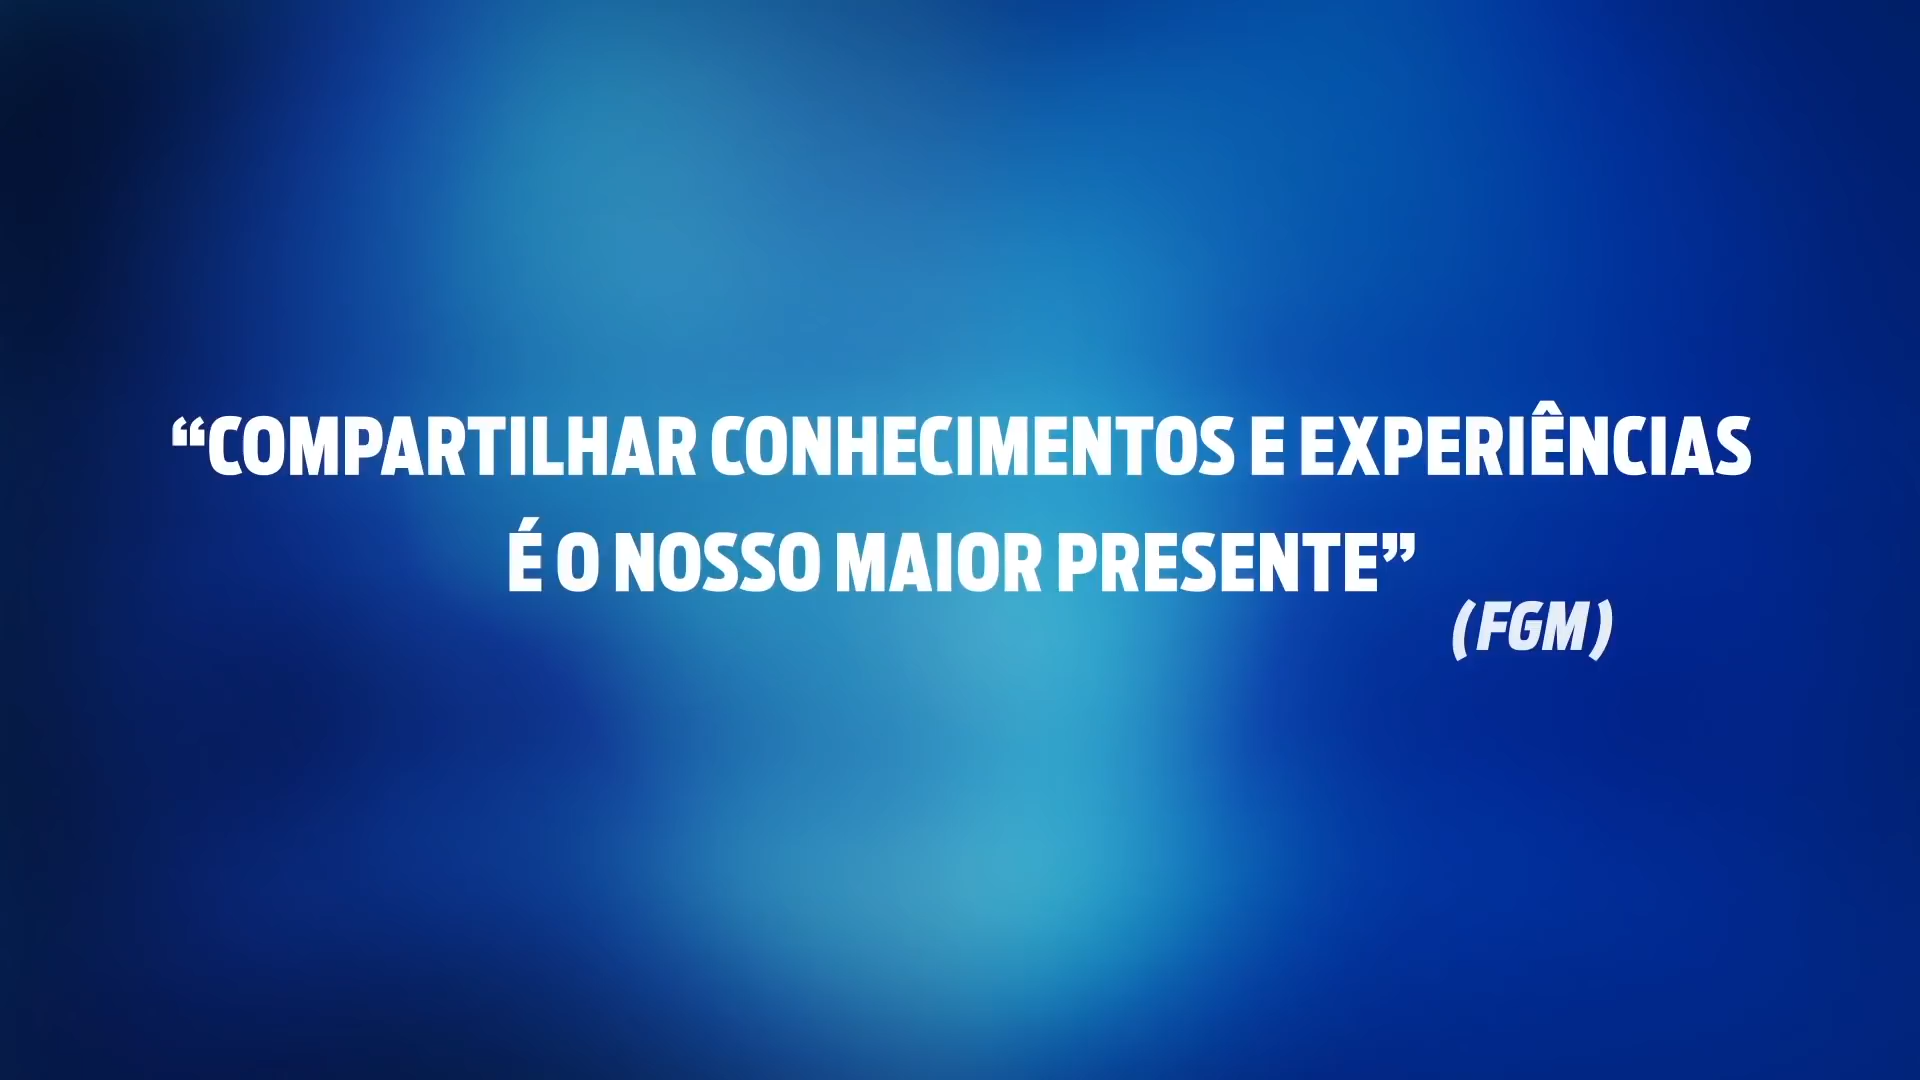 “COMPARTILHAR CONHECIMENTOS E EXPERIÊNCIAS
É O NOSSO MAIOR PRESENTE”
(FGM)